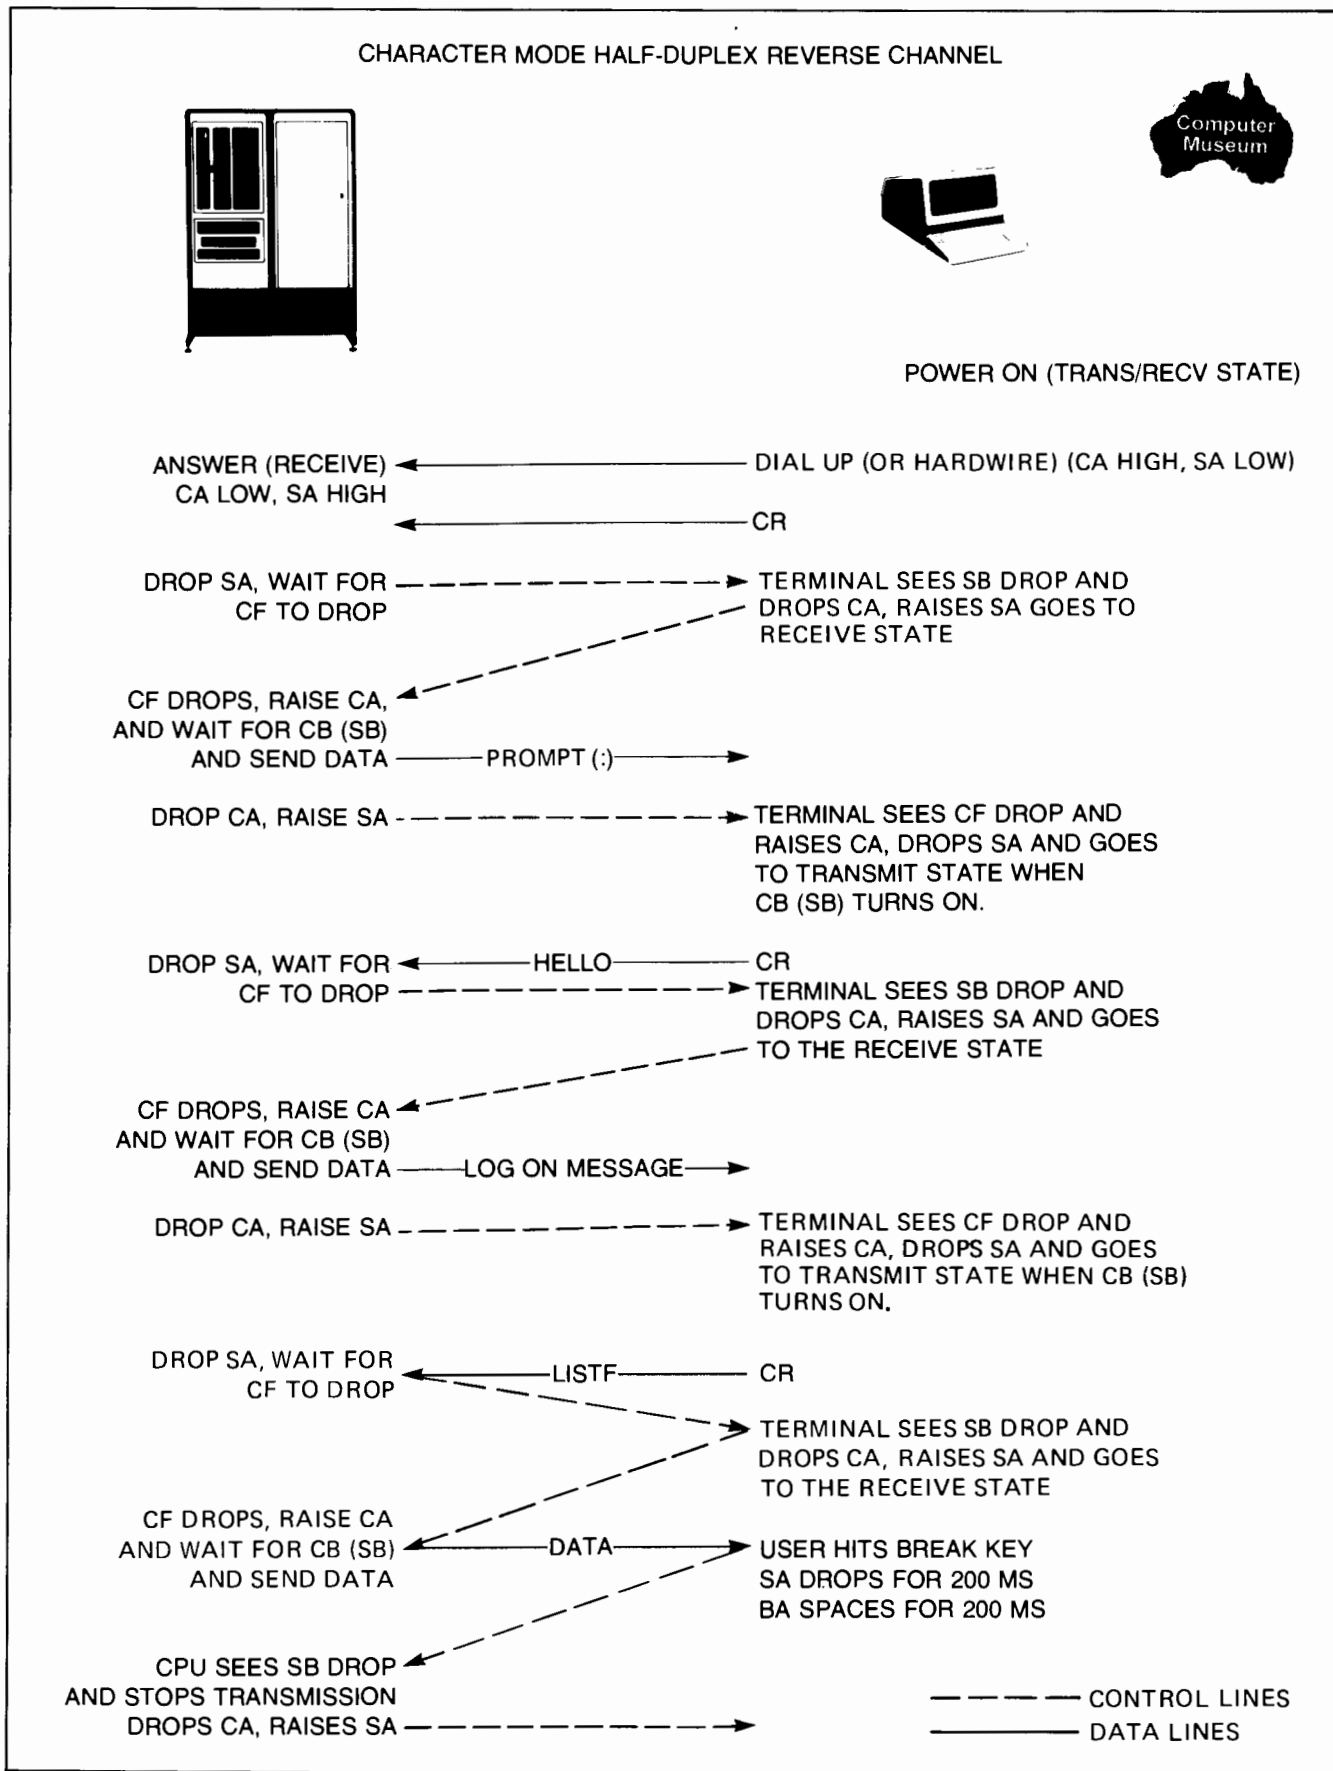 CHARACTER MODE HALF-DUPLEX REVERSE CHANNEL
Computer
Museum
POWER ON (TRANS/RECV STATE)
ANSWER (RECEIVE)
CA LOW, SA HIGH
DIAL UP (OR HARDWIRE) (CA HIGH, SA LOW)
CR
DROP SA, WAIT FOR
CF TO DROP
TERMINAL SEES SB DROP AND
DROPS CA, RAISES SA GOES TO
RECEIVE STATE
CF DROPS, RAISE CA,
AND WAIT FOR CB (SB)
AND SEND DATA
PROMPT (:)
DROP CA, RAISE SA
TERMINAL SEES CF DROP AND
RAISES CA, DROPS SA AND GOES
TO TRANSMIT STATE WHEN
CB (SB) TURNS ON.
DROP SA, WAIT FOR
CF TO DROP
HELLO
CR
TERMINAL SEES SB DROP AND
DROPS CA, RAISES SA AND GOES
TO THE RECEIVE STATE
CF DROPS, RAISE CA
AND WAIT FOR CB (SB)
AND SEND DATA
LOG ON MESSAGE
DROP CA, RAISE SA
TERMINAL SEES CF DROP AND
RAISES CA, DROPS SA AND GOES
TO TRANSMIT STATE WHEN CB (SB)
TURNS ON.
DROP SA, WAIT FOR
CF TO DROP
LISTF
CR
TERMINAL SEES SB DROP AND
DROPS CA, RAISES SA AND GOES
TO THE RECEIVE STATE
CF DROPS, RAISE CA
AND WAIT FOR CB (SB)
AND SEND DATA
DATA
USER HITS BREAK KEY
SA DROPS FOR 200 MS
BA SPACES FOR 200 MS
CPU SEES SB DROP
AND STOPS TRANSMISSION
DROPS CA, RAISES SA
CONTROL LINES
DATA LINES